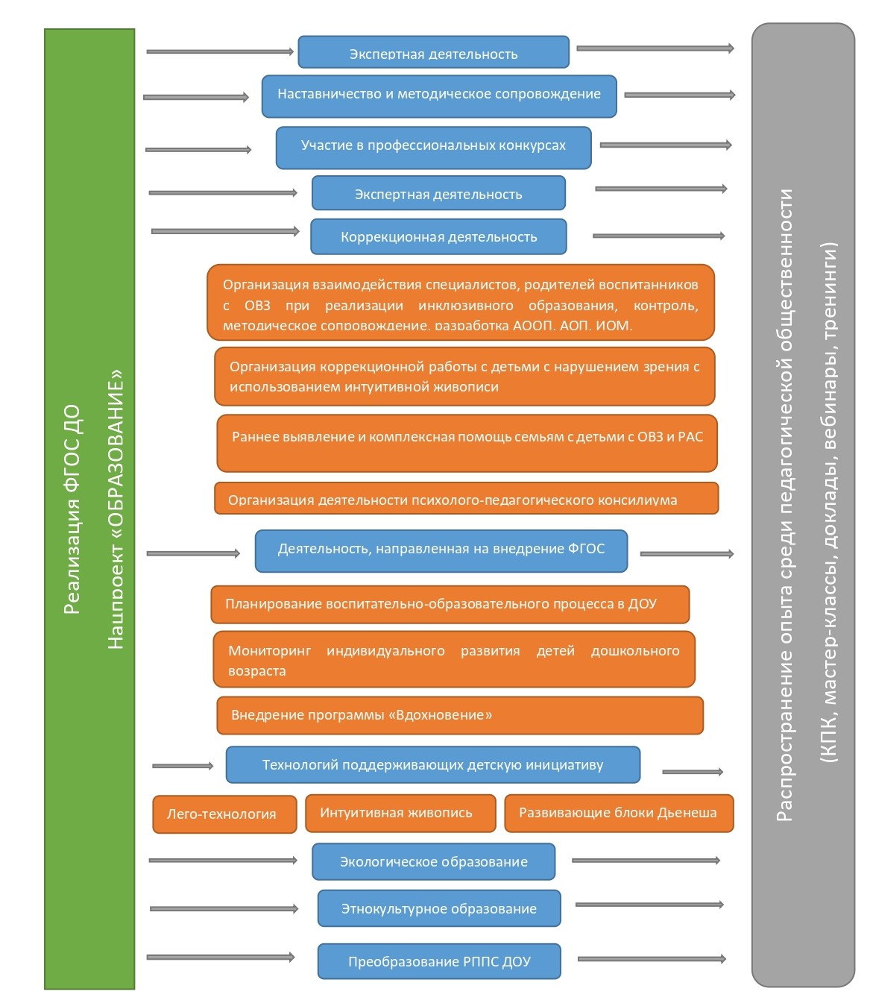 Реализация ФГОС ДО
Нацпроект «ОБРАЗОВАНИЕ»
Экспертная деятельность
Наставничество и методическое сопровождение
Участие в профессиональных конкурсах
Экспертная деятельность
Коррекционная деятельность
Организация взаимодействия специалистов, родителей воспитанников
с ОВЗ при реализации инклюзивного образования, контроль,
методическое сопровождение, разработка АООП, АОП, ИОМ.
Организация коррекционной работы с детьми с нарушением зрения с
использованием интуитивной живописи
Раннее выявление и комплексная помощь семьям с детьми с ОВЗ и РАС
Организация деятельности психолого-педагогического консилиума
Деятельность, направленная на внедрение ФГОС
Планирование воспитательно-образовательного процесса в ДОУ
Мониторинг индивидуального развития детей дошкольного
возраста
Внедрение программы «Вдохновение»
Технологий поддерживающих детскую инициативу
Лего-технология
Интуитивная живопись
Развивающие блоки Дьенеша
Экологическое образование
Этнокультурное образование
Преобразование РППС ДОУ
Распространение опыта среди педагогической общественности
(КПК, мастер-классы, доклады, вебинары, тренинги)